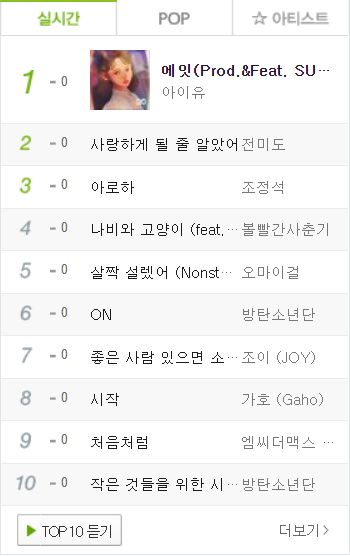 실시간 POP ☆ 아티스트
1 - 0 에잇(Prod.&Feat. SU···
아이유
2 - 0 사랑하게 될 줄 알았어 전미도
3 - 0 아로하 조정석
4 - 0 나비와 고양이 (feat.··· 볼빨간사춘기
5 - 0 살짝 설렜어 (Nonst··· 오마이걸
6 - 0 ON 방탄소년단
7 - 0 좋은 사람 있으면 소··· 조이 (JOY)
8 - 0 시작 가호 (Gaho)
9 - 0 처음처럼 엠씨더맥스 ···
10 - 0 작은 것들을 위한 시··· 방탄소년단
TOP10 듣기 더보기 >